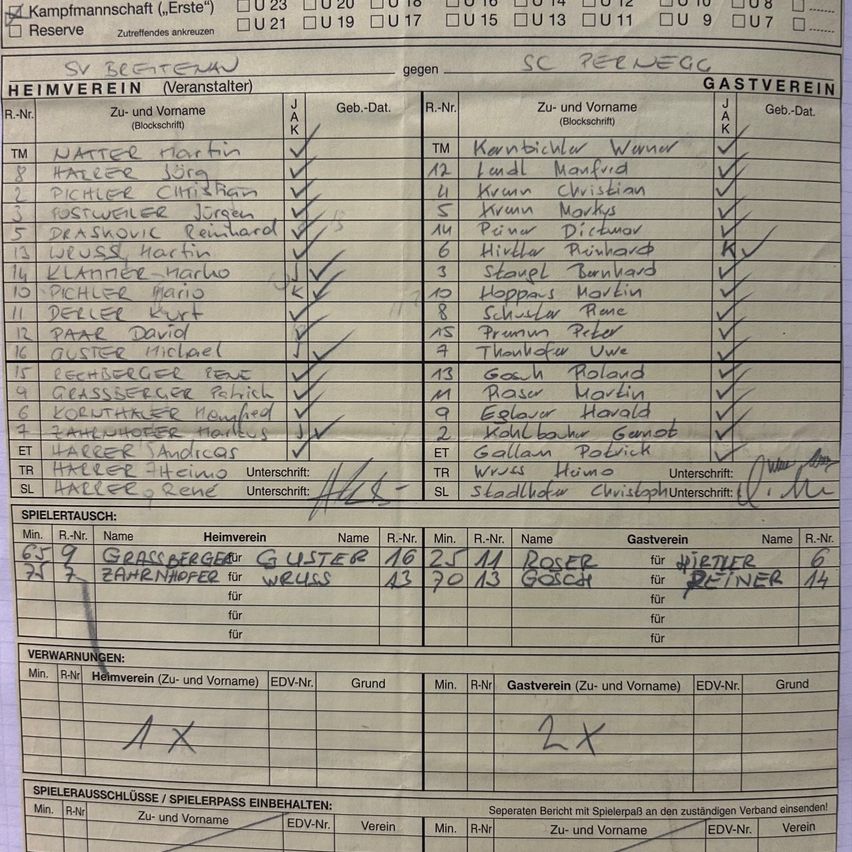 Kampfmannschaft („Erste") U 23 U 20 U 18 U 16 U 14 U 12 U 10 U 8
Reserve Zutreffendes ankreuzen U 21 U 19 U 17 U 15 U 13 U 11 U 9 U 7
SV BREITENAU gegen SC PERNEGG
HEIMVEREIN (Veranstalter) GASTVEREIN
R.-Nr. Zu- und Vorname (Blockschrift) JAK Geb.-Dat. R.-Nr. Zu- und Vorname (Blockschrift) JAK Geb.-Dat.
TM NATTER Martin TM Kornbichler Werner
8 HARRER Jörg 12 Lendl Manfred
2 PICHLER CHRistian 4 Krenn Christian
3 POSTWEILER Jürgen 5 Krenn Markus
5 DRASKOVIC Reinhard 14 Peiner Dietmar
13 WRUSS Martin 6 Hirtler Reinhard K
14 KLAMMER Marko J 3 Stangl Bernhard
10 PICHLER Mario K 10 Hoppaus Martin
11 DERLER Kurt 8 Schuster Rene
12 PAAR David 15 Premm Peter
16 GUSTER Michael J 7 Thonhofer Uwe
15 RECHBERGER RENE 13 Gosch Roland
9 GRASSBERGER Patrick 11 Roser Martin
6 KORNTHALER Manfred 9 Eglauer Harald
7 ZAHRNHOFER Markus J 2 Kohlbacher Gernot
ET HARRER Andreas ET Gallam Patrick
TR HARRER Heimo Unterschrift: TR Wruss Heimo Unterschrift:
SL HARRER, René Unterschrift: SL Stadlhofer Christoph Unterschrift:
SPIELERTAUSCH:
Min. R.-Nr. Name Heimverein Name R.-Nr. Min. R.-Nr. Name Gastverein Name R.-Nr.
65 9 GRASSBERGER für GUSTER 16 25 11 ROSER für HIRTLER 6
75 7 ZAHRNHOFER für WRUSS 13 70 13 GOSCH für REINER 14
für für
für für
für für
VERWARNUNGEN:
Min. R-Nr Heimverein (Zu- und Vorname) EDV-Nr. Grund Min. R-Nr Gastverein (Zu- und Vorname) EDV-Nr. Grund
1 X 2 X
SPIELERAUSSCHLÜSSE / SPIELERPASS EINBEHALTEN: Seperaten Bericht mit Spielerpaß an den zuständigen Verband einsenden!
Min. R-Nr Zu- und Vorname EDV-Nr. Verein Min. R-Nr Zu- und Vorname EDV-Nr. Verein